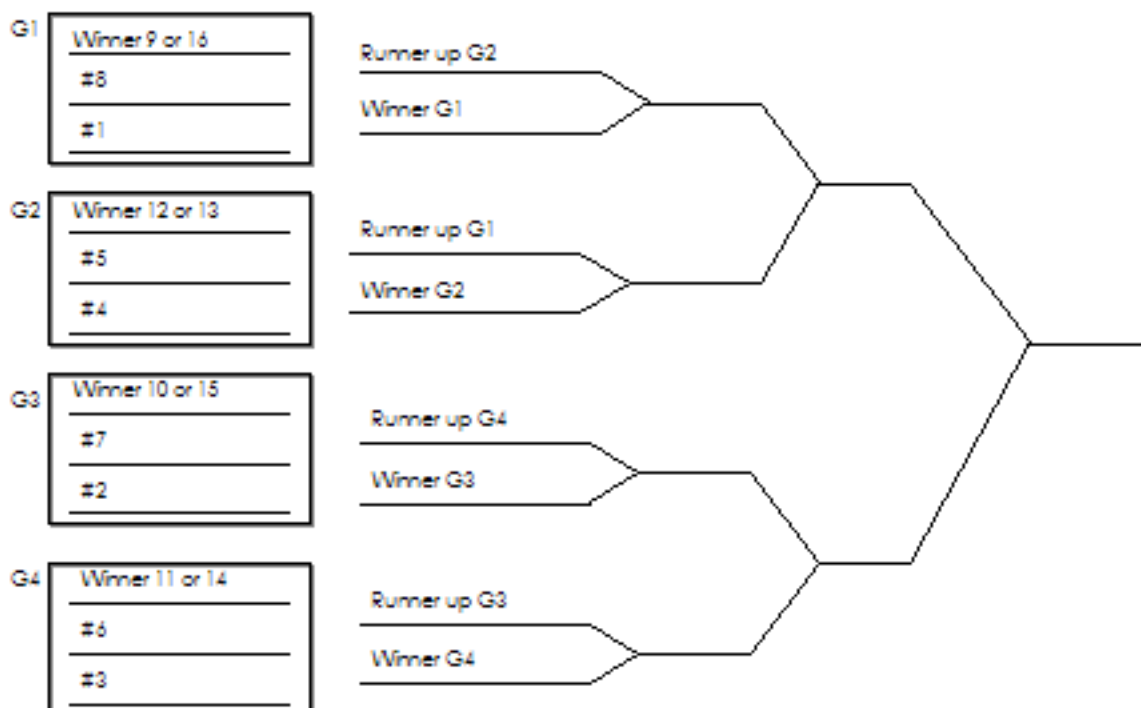 G1
Winner 9 or 16
#8
#1
G2
Winner 12 or 13
#5
#4
G3
Winner 10 or 15
#7
#2
G4
Winner 11 or 14
#6
#3
Runner up G2
Winner G1
Runner up G1
Winner G2
Runner up G4
Winner G3
Runner up G3
Winner G4